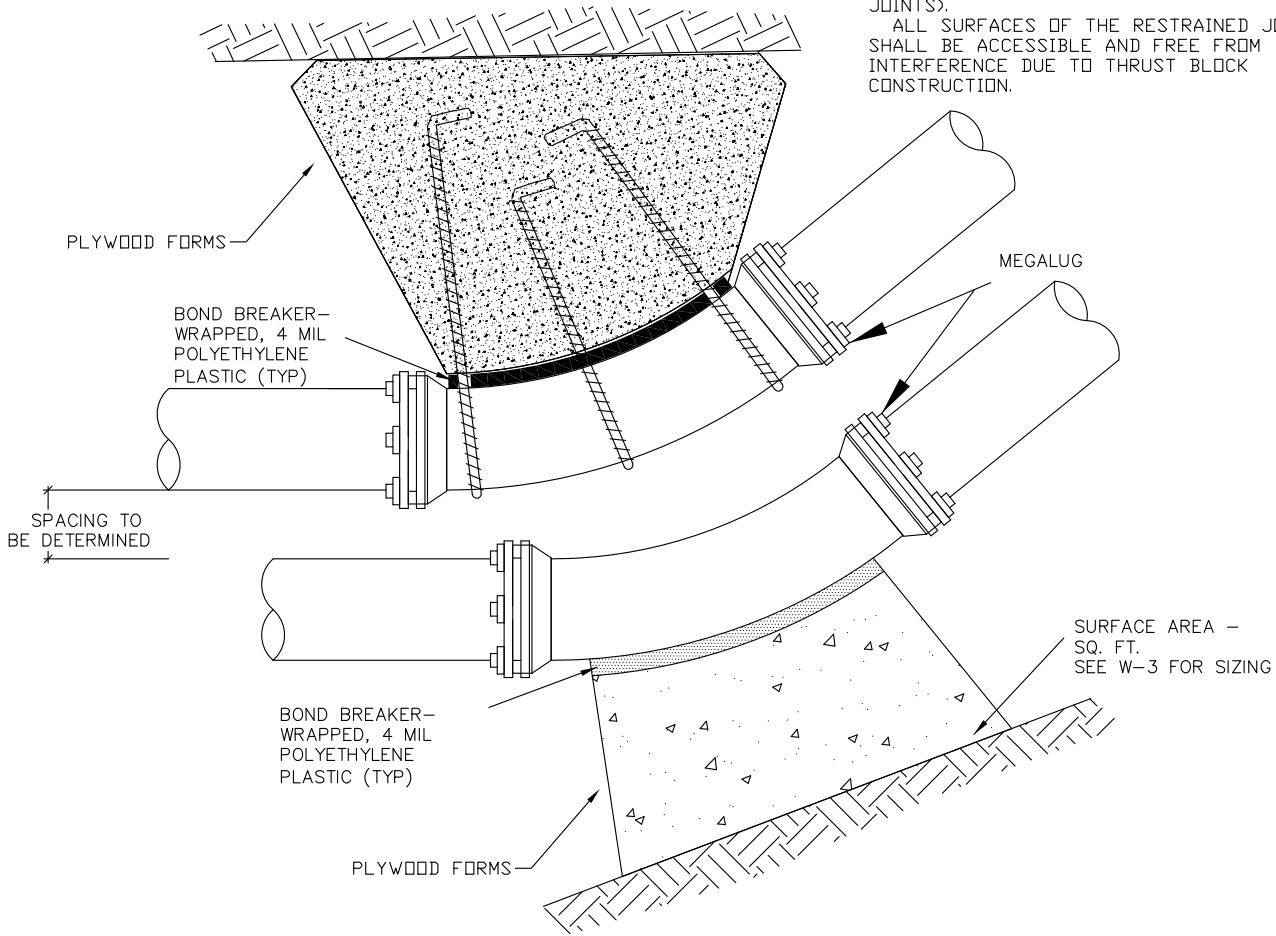 JOINTS).
ALL SURFACES OF THE RESTRAINED
SHALL BE ACCESSIBLE AND FREE FROM
INTERFERENCE DUE TO THRUST BLOCK
CONSTRUCTION.
PLYWOOD FORMS
MEGALUG
BOND BREAKER-
WRAPPED, 4 MIL
POLYETHYLENE
PLASTIC (TYP)
SPACING TO
BE DETERMINED
SURFACE AREA -
SQ. FT.
SEE W-3 FOR SIZING
BOND BREAKER-
WRAPPED, 4 MIL
POLYETHYLENE
PLASTIC (TYP)
PLYWOOD FORMS